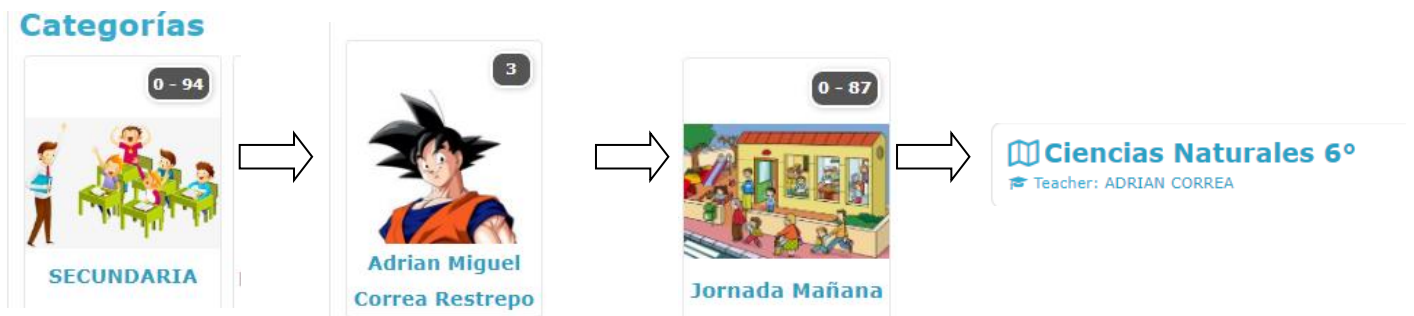 Categorías
0 - 94
SECUNDARIA
3
Adrian Miguel
Correa Restrepo
0 - 87
Jornada Mañana
Ciencias Naturales 6°
Teacher: ADRIAN CORREA